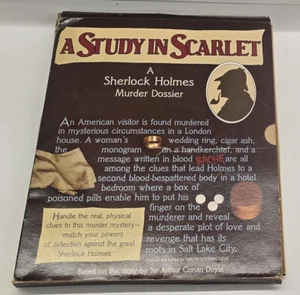 A STUDY IN SCARLET
A
Sherlock Holmes
Murder Dossier
An American visitor is found murdered
in mysterious circumstances in a London
house. A woman's wedding ring, cigar ash,
the monogram on a handkerchief, and a
message written in blood RACHE are all
among the clues that lead Holmes to a
second blood-bespattered body in a hotel
bedroom where a box of
poisoned pills enable him to put his
finger on the
murderer and reveal
a desperate plot of love and
revenge that has its
roots in Salt Lake City.
Handle the real, physical
clues to this murder mystery—
match your powers
of detection against the great
Sherlock Holmes
Based on the story by Sir Arthur Conan Doyle